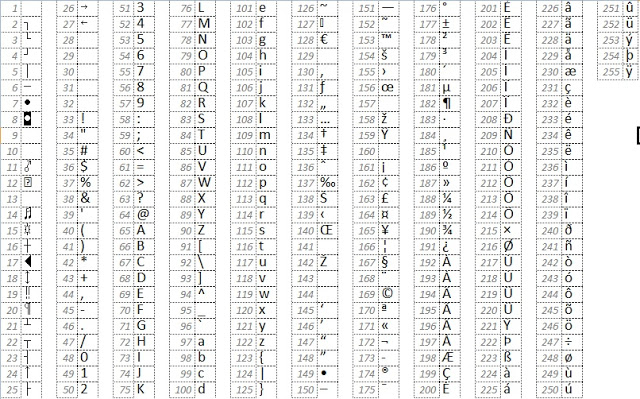 1 26 → 51 3 76 L 101 e 126 ~ 151 — 176 ° 201 É 226 â 251 û
2 ┐ 27 ← 52 4 77 M 102 f 127 152 ˜ 177 ± 202 Ê 227 ã 252 ü
3 └ 28 53 5 78 N 103 g 128 € 153 ™ 178 ² 203 Ë 228 ä 253 ý
4 ┘ 29 54 6 79 O 104 h 129 154 š 179 ³ 204 Ì 229 å 254 þ
5 │ 30 55 7 80 P 105 i 130 ‚ 155 › 180 ´ 205 Í 230 æ 255 ÿ
6 ─ 31 56 8 81 Q 106 j 131 ƒ 156 œ 181 µ 206 Î 231 ç
7 • 32 57 9 82 R 107 k 132 „ 157 182 ¶ 207 Ï 232 è
8 ◘ 33 ! 58 : 83 S 108 l 133 … 158 ž 183 · 208 Ð 233 é
9 34 " 59 ; 84 T 109 m 134 † 159 Ÿ 184 ¸ 209 Ñ 234 ê
10 35 # 60 < 85 U 110 n 135 ‡ 160 185 ¹ 210 Ò 235 ë
11 ♂ 36 $ 61 = 86 V 111 o 136 ˆ 161 ¡ 186 º 211 Ó 236 ì
12 37 % 62 > 87 W 112 p 137 ‰ 162 ¢ 187 » 212 Ô 237 í
13 38 & 63 ? 88 X 113 q 138 Š 163 £ 188 ¼ 213 Õ 238 î
14 ♫ 39 ' 64 @ 89 Y 114 r 139 ‹ 164 ¤ 189 ½ 214 Ö 239 ï
15 ☼ 40 ( 65 A 90 Z 115 s 140 Œ 165 ¥ 190 ¾ 215 × 240 ð
16 ┼ 41 ) 66 B 91 [ 116 t 141 166 ¦ 191 ¿ 216 Ø 241 ñ
17 ◄ 42 * 67 C 92 \ 117 u 142 Ž 167 § 192 À 217 Ù 242 ò
18 ↕ 43 + 68 D 93 ] 118 v 143 168 ¨ 193 Á 218 Ú 243 ó
19 ‼ 44 , 69 E 94 ^ 119 w 144 169 © 194 Â 219 Û 244 ô
20 ¶ 45 - 70 F 95 _ 120 x 145 ‘ 170 ª 195 Ã 220 Ü 245 õ
21 ┴ 46 . 71 G 96 ` 121 y 146 ’ 171 « 196 Ä 221 Ý 246 ö
22 ┬ 47 / 72 H 97 a 122 z 147 “ 172 ¬ 197 Å 222 Þ 247 ÷
23 ┤ 48 0 73 I 98 b 123 { 148 ” 173 - 198 Æ 223 ß 248 ø
24 ↑ 49 1 74 J 99 c 124 | 149 • 174 ® 199 Ç 224 à 249 ù
25 ├ 50 2 75 K 100 d 125 } 150 – 175 ¯ 200 È 225 á 250 ú